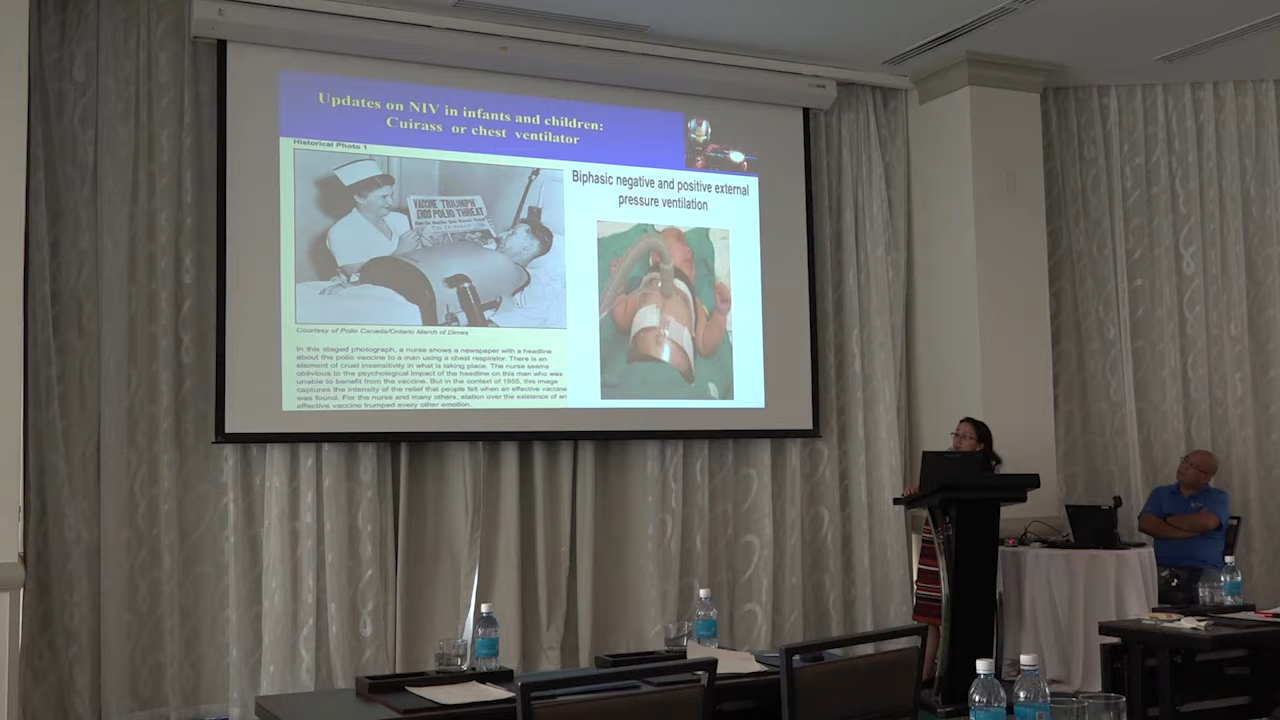 Updates on NIV in infants and children:
Cuirass or chest ventilator
Historical Photo 1
VACCINE TRIUMPH
ENDS POLIO THREAT
Courtesy of Polio Canada/Ontario March of Dimes
In this staged photograph, a nurse shows a newspaper with a headline
about the polio vaccine to a man using a chest respirator. There is an
element of cruel insensitivity in what is taking place. The nurse seems
oblivious to the psychological impact of the headline on this man who was
unable to benefit from the vaccine. But in the context of 1955, this image
captures the intensity of the relief that people felt when an effective vaccine
was found. For the nurse and many others, elation over the existence of an
effective vaccine trumped every other emotion.
Biphasic negative and positive external
pressure ventilation